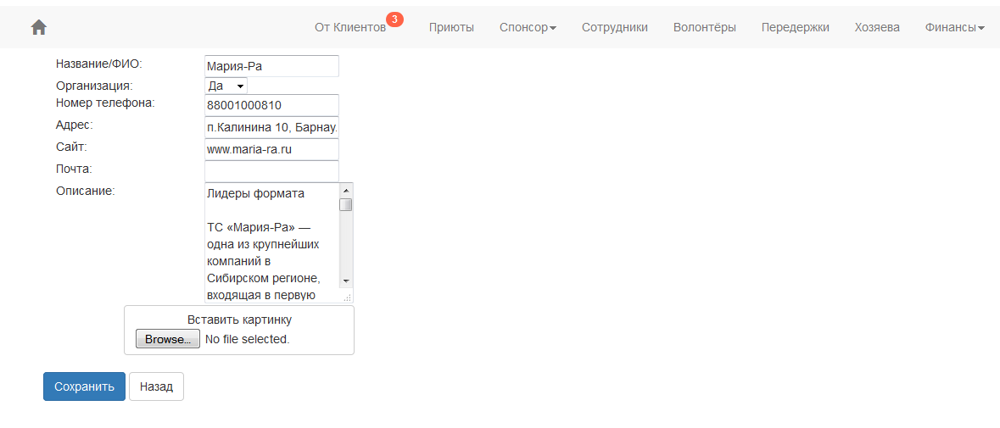 От Клиентов 3 Приюты Спонсор Сотрудники Волонтёры Передержки Хозяева Финансы
Название/ФИО: Мария-Ра
Организация: Да
Номер телефона: 88001000810
Адрес: п.Калинина 10, Барнау.
Сайт: www.maria-ra.ru
Почта:
Описание: Лидеры формата
ТС «Мария-Ра» —
одна из крупнейших
компаний в
Сибирском регионе,
входящая в первую
Вставить картинку
Browse... No file selected.
Сохранить Назад